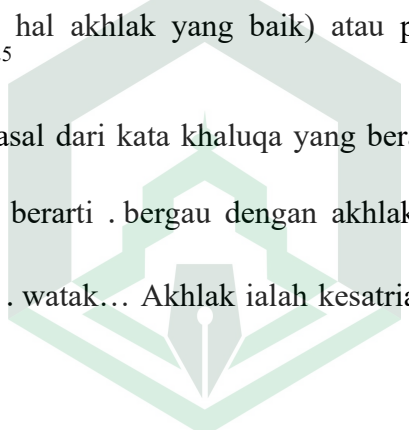 hal akhlak yang baik) atau p
5
asal dari kata khaluqa yang bera
berarti . bergau dengan akhlak
. watak… Akhlak ialah kesatria